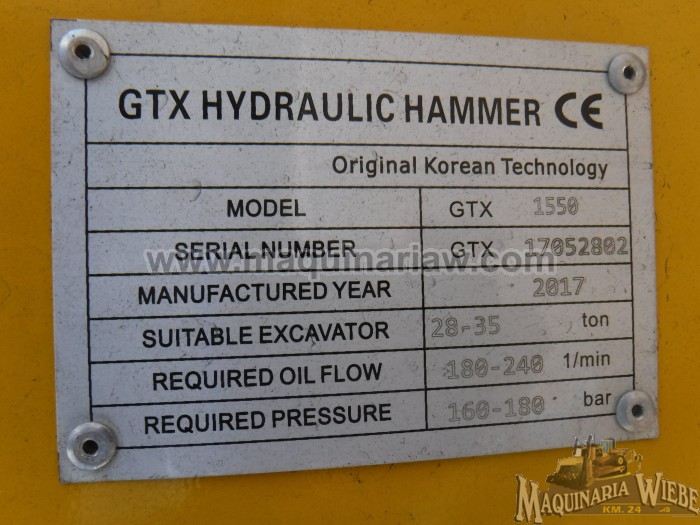 GTX HYDRAULIC HAMMER CE
Original Korean Technology
MODEL GTX 1550
SERIAL NUMBER GTX 17052802
www.maquinariaw.com
MANUFACTURED YEAR 2017
SUITABLE EXCAVATOR 28-35 ton
REQUIRED OIL FLOW 180-240 1/min
REQUIRED PRESSURE 160-180 bar
MAQUINARIA WIEBE
KM. 24